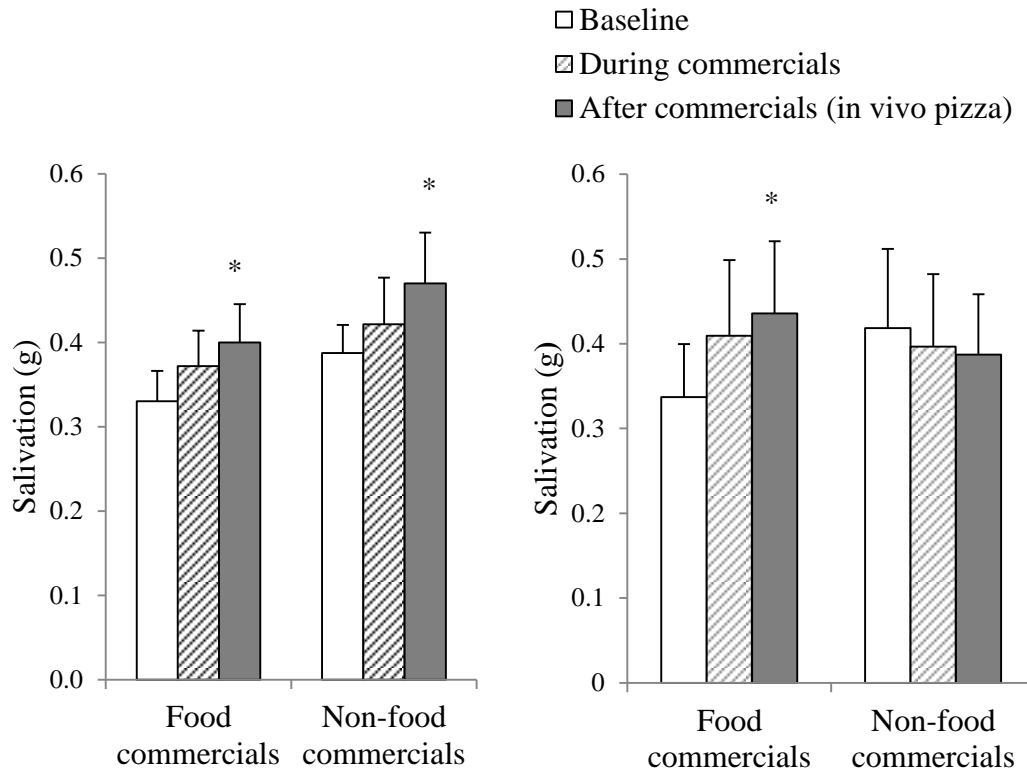 Baseline
During commercials
After commercials (in vivo pizza)
0.6
0.5
0.4
0.3
0.2
0.1
0.0
Salivation (g)
*
*
Food
commercials
Non-food
commercials
0.6
0.5
0.4
0.3
0.2
0.1
0
Salivation (g)
*
Food
commercials
Non-food
commercials